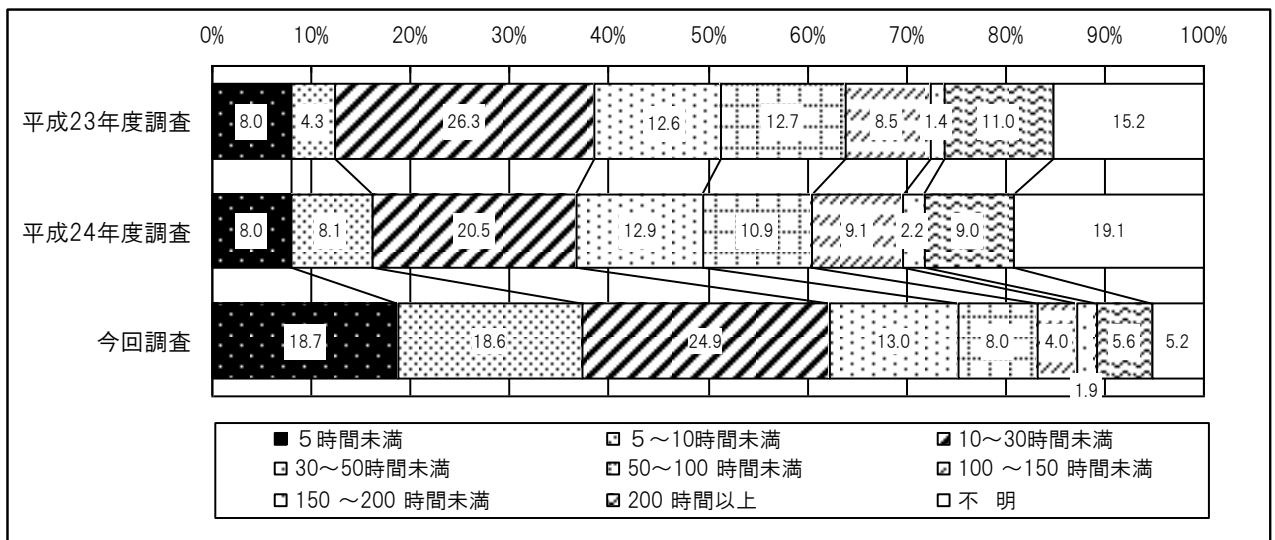 0% 10% 20% 30% 40% 50% 60% 70% 80% 90% 100%
平成23年度調査 8.0 4.3 26.3 12.6 12.7 8.5 1.4 11.0 15.2
平成24年度調査 8.0 8.1 20.5 12.9 10.9 9.1 2.2 9.0 19.1
今回調査 18.7 18.6 24.9 13.0 8.0 4.0 5.6 5.2
1.9
５時間未満 ５～10時間未満 10～30時間未満
30～50時間未満 50～100 時間未満 100 ～150 時間未満
150 ～200 時間未満 200 時間以上 不　明